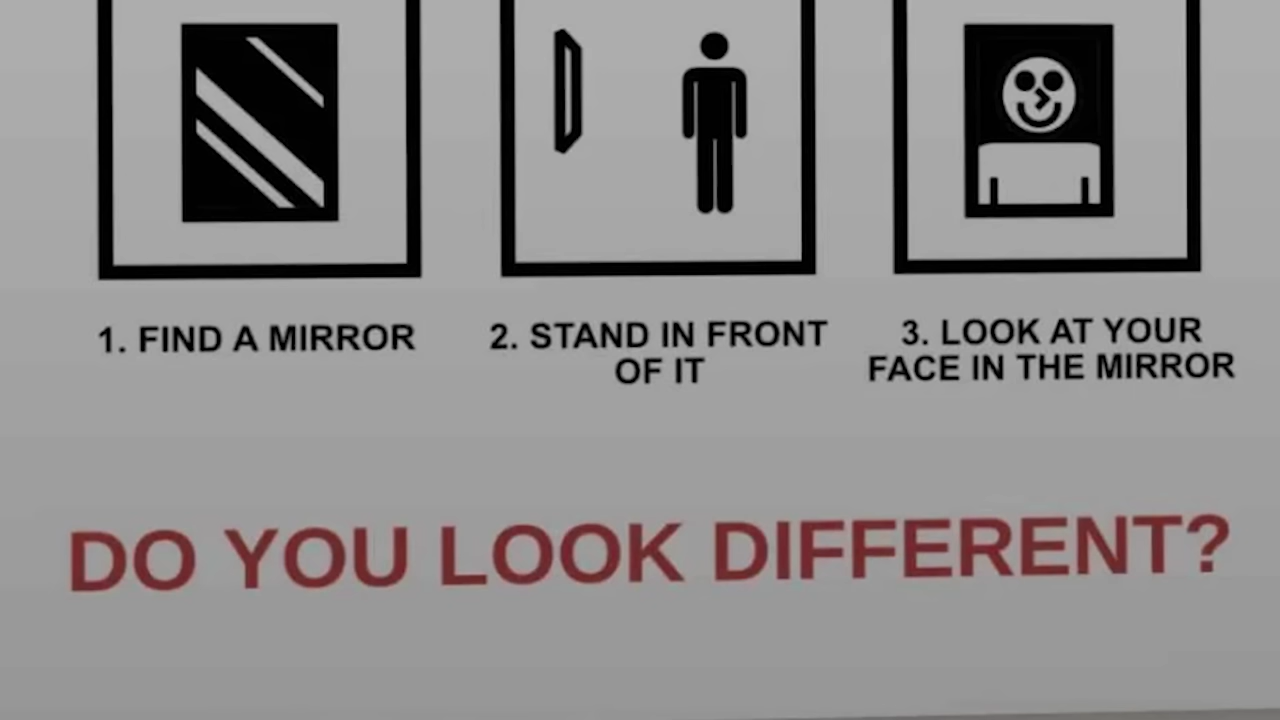 1. FIND A MIRROR
2. STAND IN FRONT
OF IT
3. LOOK AT YOUR
FACE IN THE MIRROR
DO YOU LOOK DIFFERENT?